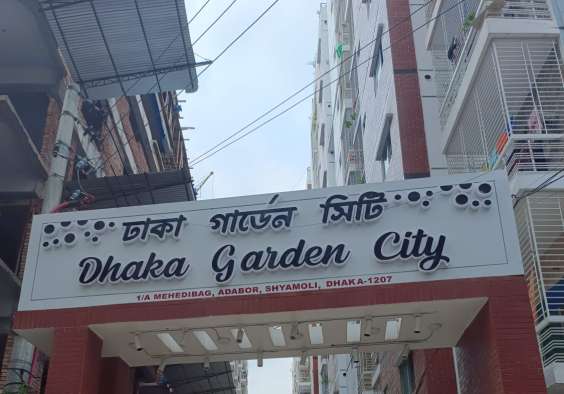 ঢাকা গার্ডেন সিটি
Dhaka Garden City
1/A MEHEDIBAG, ADABOR, SHYAMOLI, DHAKA-1207